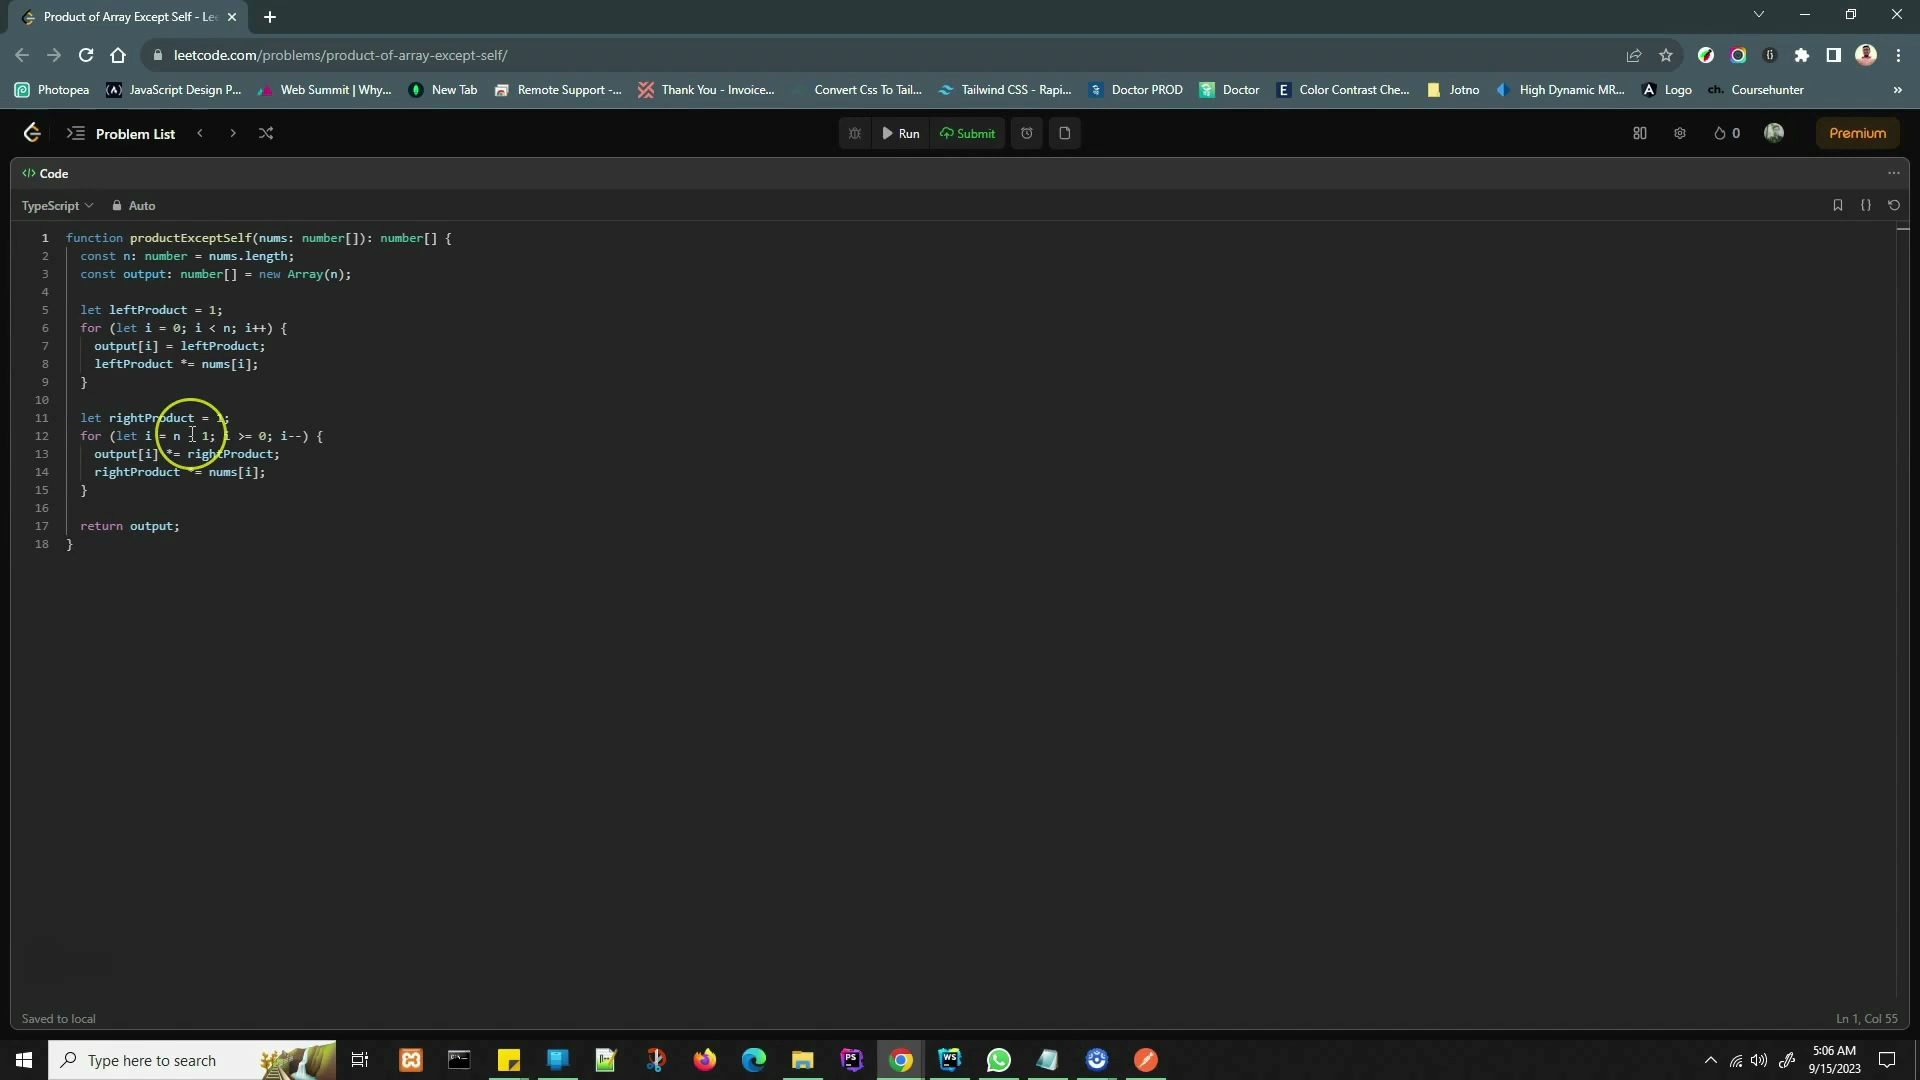 Product of Array Except Self - Lee
leetcode.com/problems/product-of-array-except-self/
Photopea
JavaScript Design P...
Web Summit | Why...
New Tab
Remote Support -...
Thank You - Invoice...
Convert Css To Tail...
Tailwind CSS - Rapi...
Doctor PROD
Doctor
Color Contrast Che...
Jotno
High Dynamic MR...
Logo
ch. Coursehunter
»
Problem List
Run
Submit
0
Premium
</> Code
TypeScript
Auto
{}
1 function productExceptSelf(nums: number[]): number[] {
2 const n: number = nums.length;
3 const output: number[] = new Array(n);
4
5 let leftProduct = 1;
6 for (let i = 0; i < n; i++) {
7 output[i] = leftProduct;
8 leftProduct *= nums[i];
9 }
10
11 let rightProduct = 1;
12 for (let i = n - 1; i >= 0; i--) {
13 output[i] *= rightProduct;
14 rightProduct *= nums[i];
15 }
16
17 return output;
18 }
Saved to local
Ln 1, Col 55
Type here to search
PS
WS
5:06 AM
9/15/2023